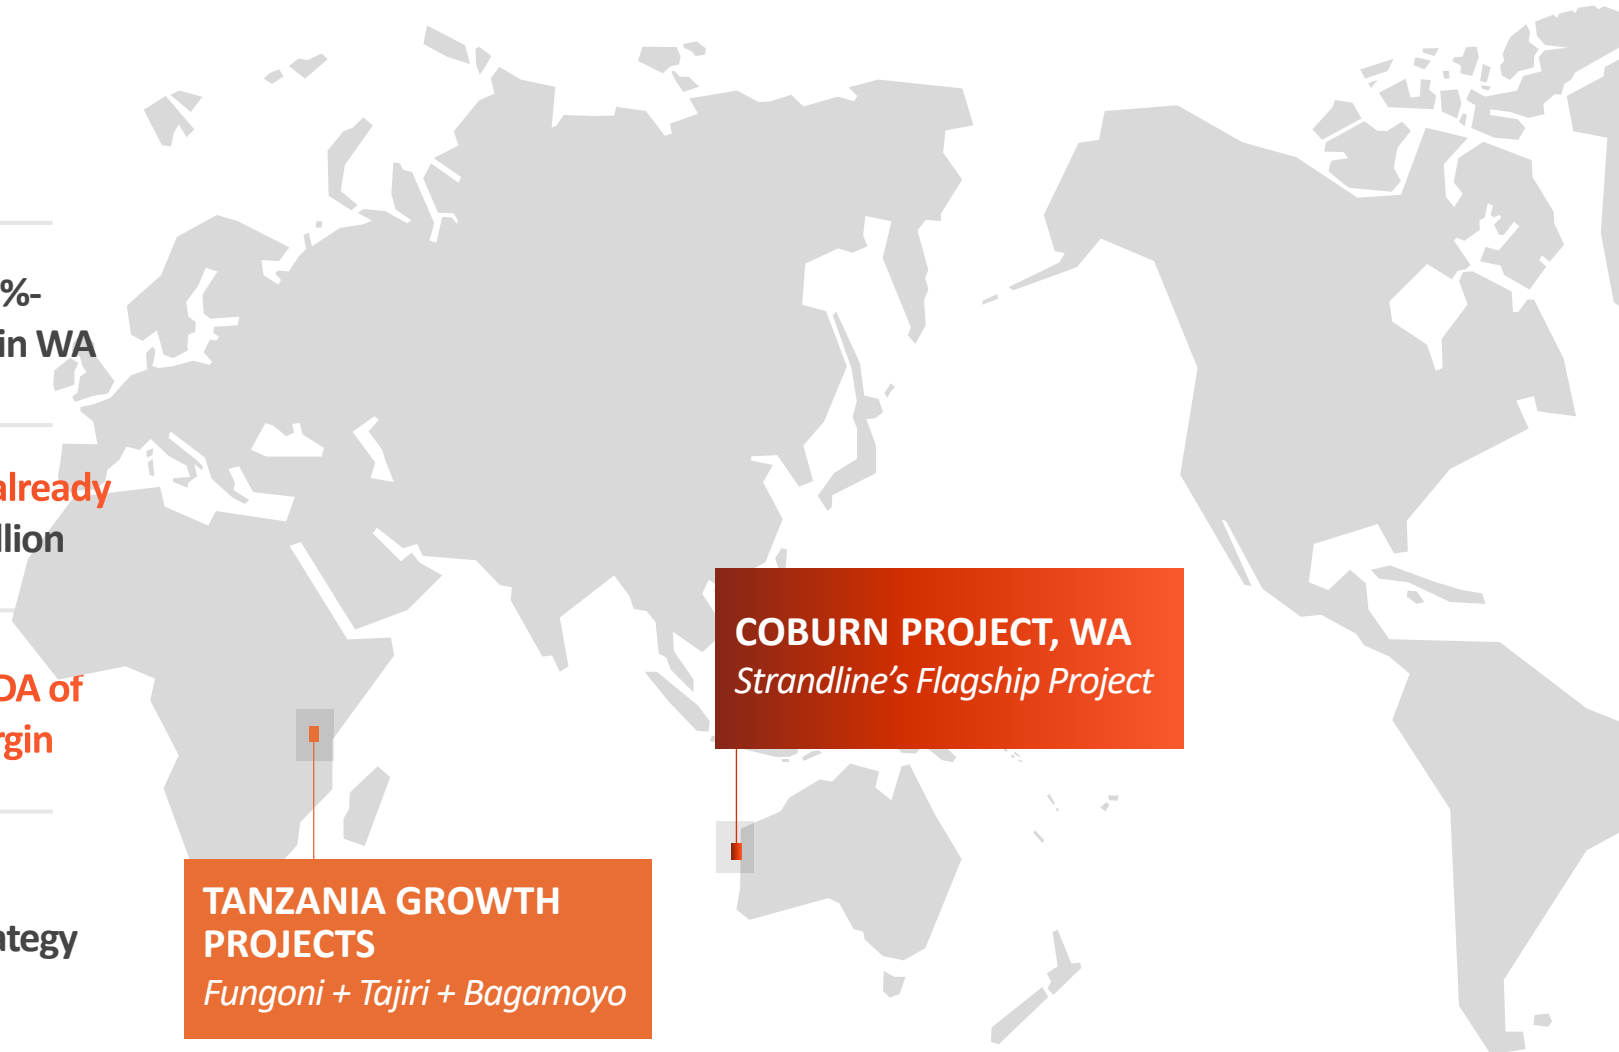 %-
in WA
already
llion
DA of
rgin
ategy
COBURN PROJECT, WA
Strandline’s Flagship Project
TANZANIA GROWTH
PROJECTS
Fungoni + Tajiri + Bagamoyo